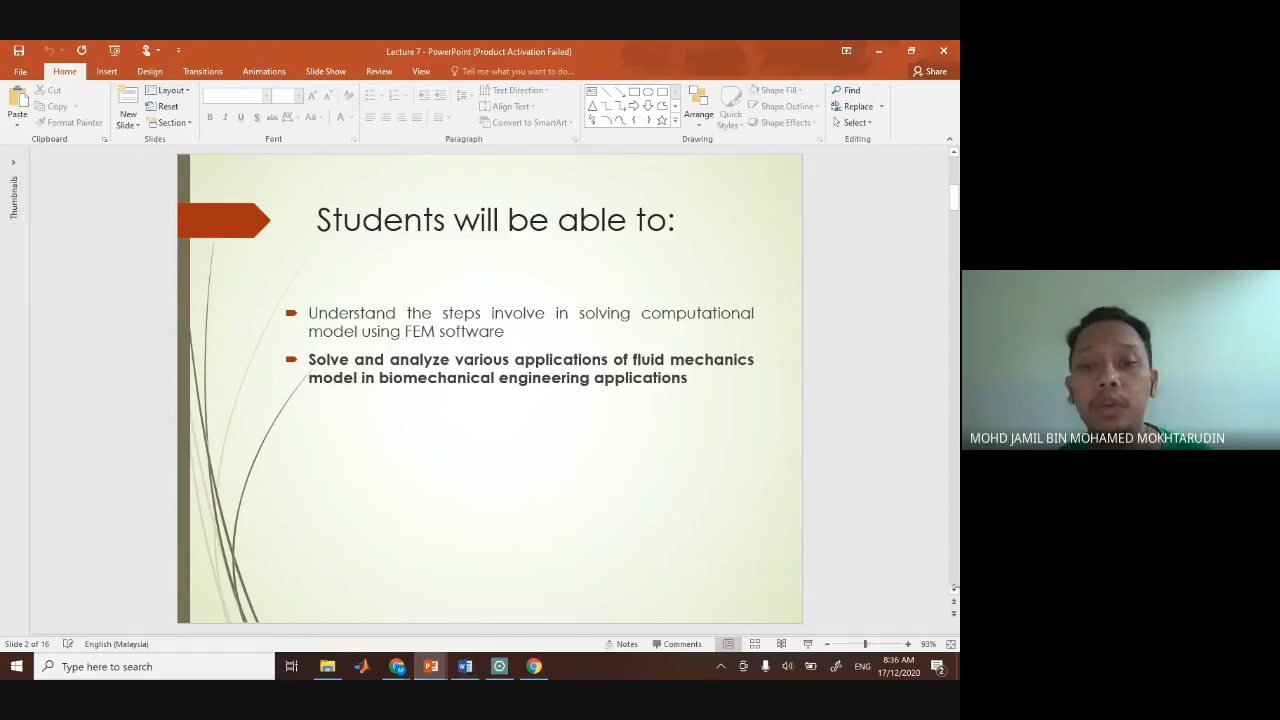 Lecture 7 - PowerPoint (Product Activation Failed)
File Home Insert Design Transitions Animations Slide Show Review View Tell me what you want to do... Share
Paste
Cut
Copy
Format Painter
Clipboard
New Slide
Layout
Reset
Section
Slides
B I U S abc AV Aa A
Font
Text Direction
Align Text
Convert to SmartArt
Paragraph
Arrange
Quick Styles
Shape Fill
Shape Outline
Shape Effects
Drawing
Find
Replace
Select
Editing
Thumbnails
Students will be able to:
Understand the steps involve in solving computational
model using FEM software
Solve and analyze various applications of fluid mechanics
model in biomechanical engineering applications
MOHD JAMIL BIN MOHAMED MOKHTARUDIN
Slide 2 of 16 English (Malaysia) Notes Comments 93%
Type here to search
ENG
8:36 AM
17/12/2020
2